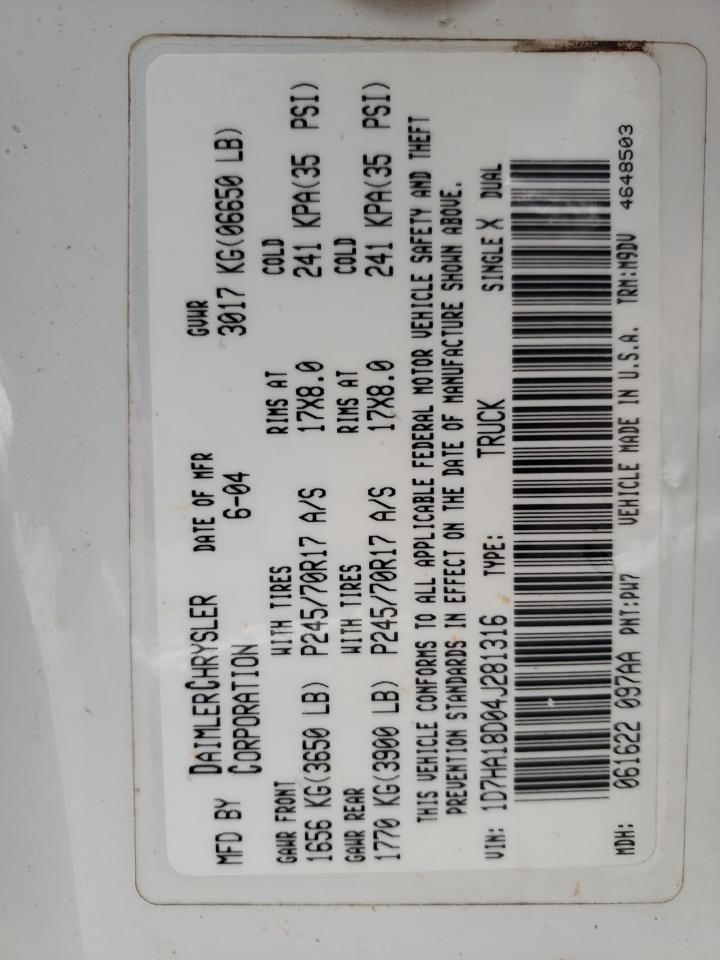 MFD BY DAIMLERCHRYSLER CORPORATION DATE OF MFR 6-04 GVWR 3017 KG(06650 LB)
GAWR FRONT WITH TIRES RIMS AT COLD
1656 KG(3650 LB) P245/70R17 A/S 17X8.0 241 KPA(35 PSI)
GAWR REAR WITH TIRES RIMS AT COLD
1770 KG(3900 LB) P245/70R17 A/S 17X8.0 241 KPA(35 PSI)
THIS VEHICLE CONFORMS TO ALL APPLICABLE FEDERAL MOTOR VEHICLE SAFETY AND THEFT
PREVENTION STANDARDS IN EFFECT ON THE DATE OF MANUFACTURE SHOWN ABOVE.
VIN: 1D7HA18D04J281316 TYPE: TRUCK SINGLE X DUAL
MDH: 061622 097AA PNT:PW7 VEHICLE MADE IN U.S.A. TRM:M9DV 4648503